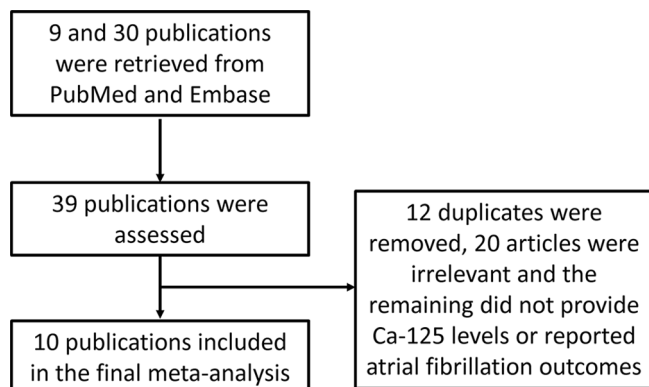 9 and 30 publications
were retrieved from
PubMed and Embase
39 publications were
assessed
12 duplicates were
removed, 20 articles were
irrelevant and the
remaining did not provide
Ca-125 levels or reported
atrial fibrillation outcomes
10 publications included
in the final meta-analysis